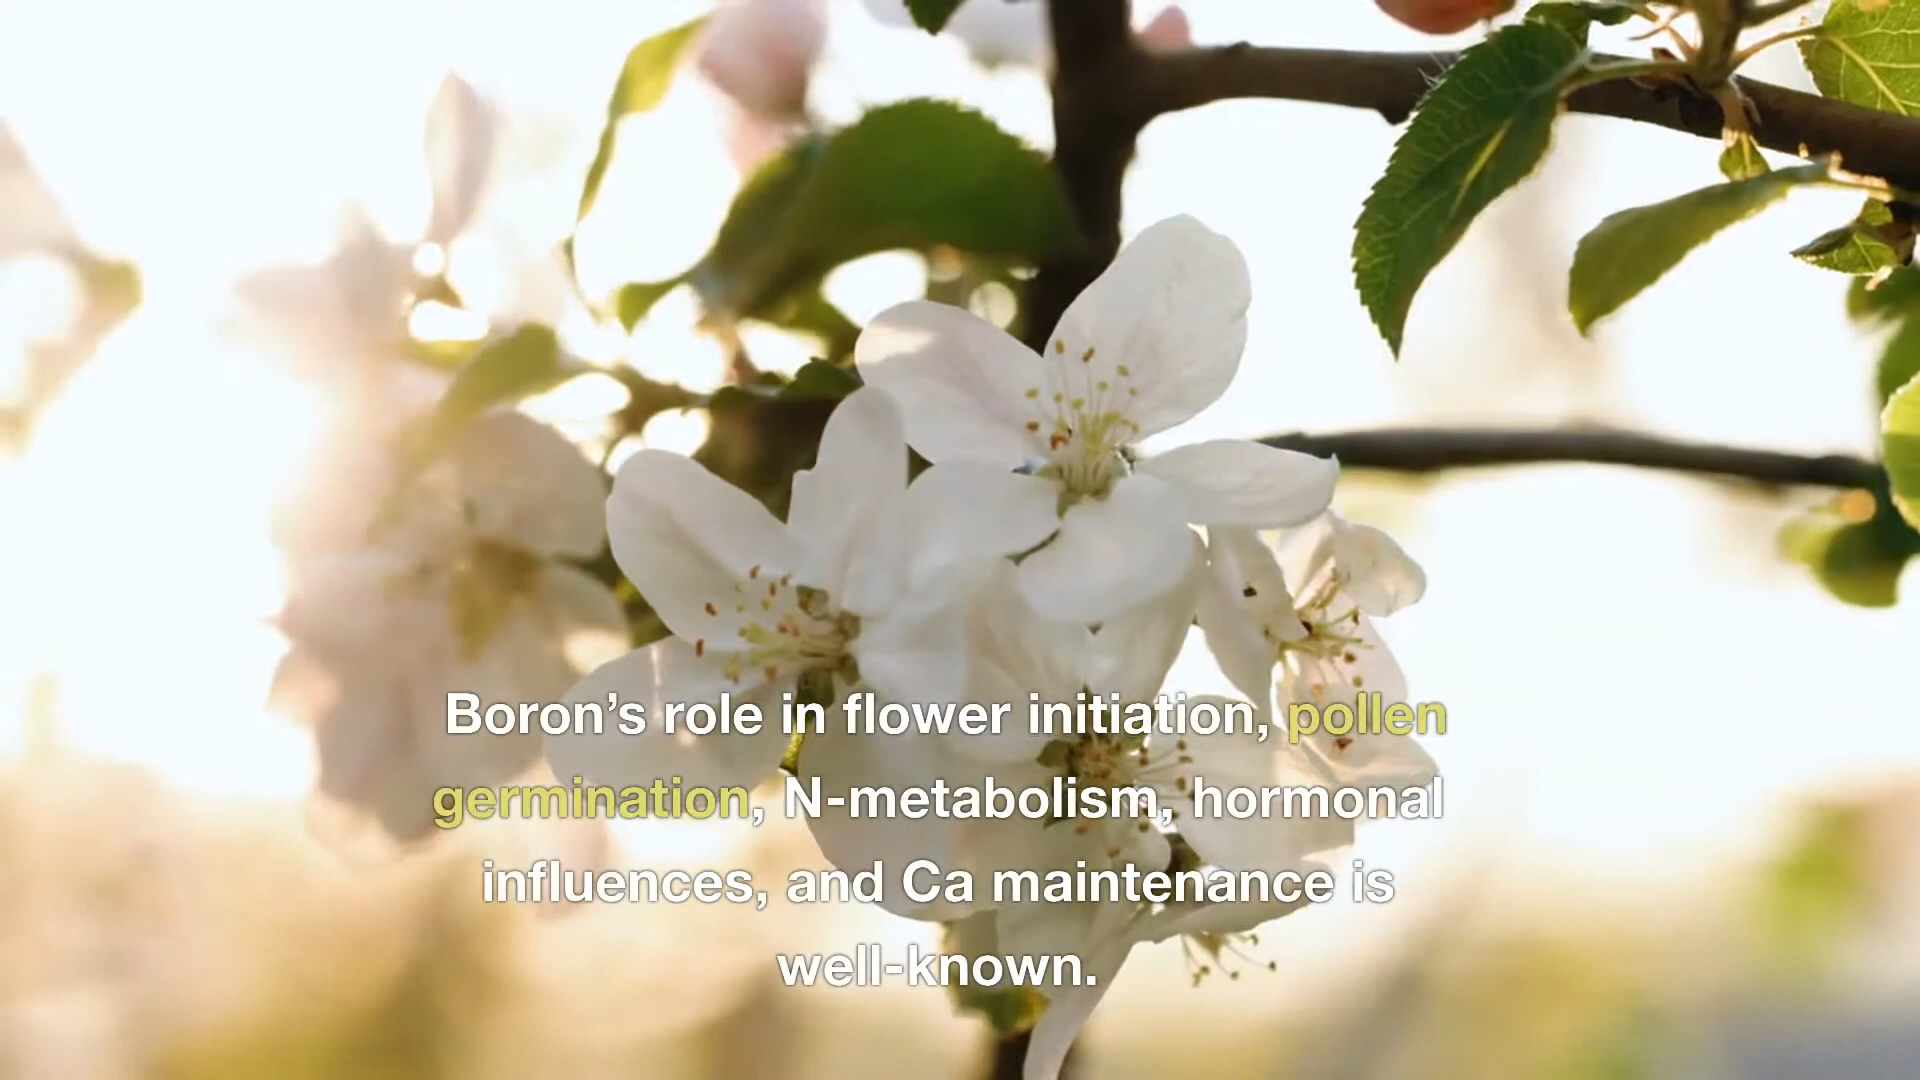 Boron’s role in flower initiation, pollen
germination, N-metabolism, hormonal
influences, and Ca maintenance is
well-known.